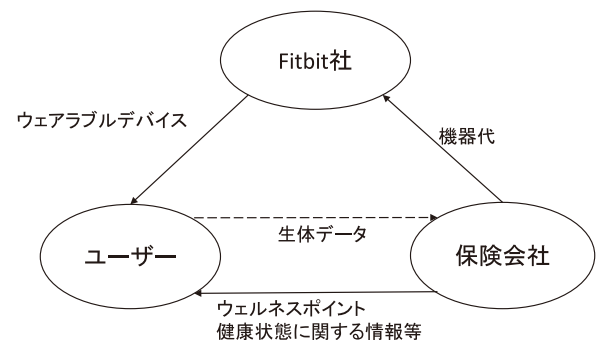 Fitbit社
ウェアラブルデバイス
機器代
ユーザー
生体データ
保険会社
ウェルネスポイント
健康状態に関する情報等